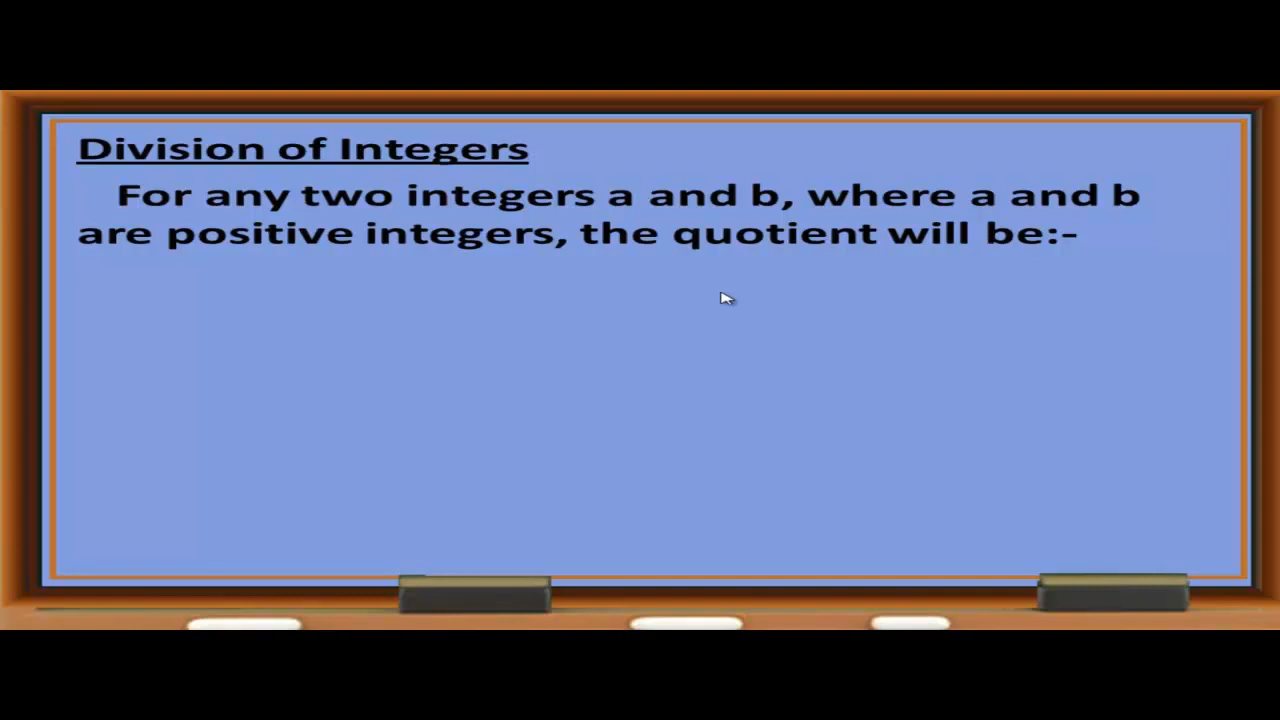 Division of Integers
For any two integers a and b, where a and b
are positive integers, the quotient will be:-